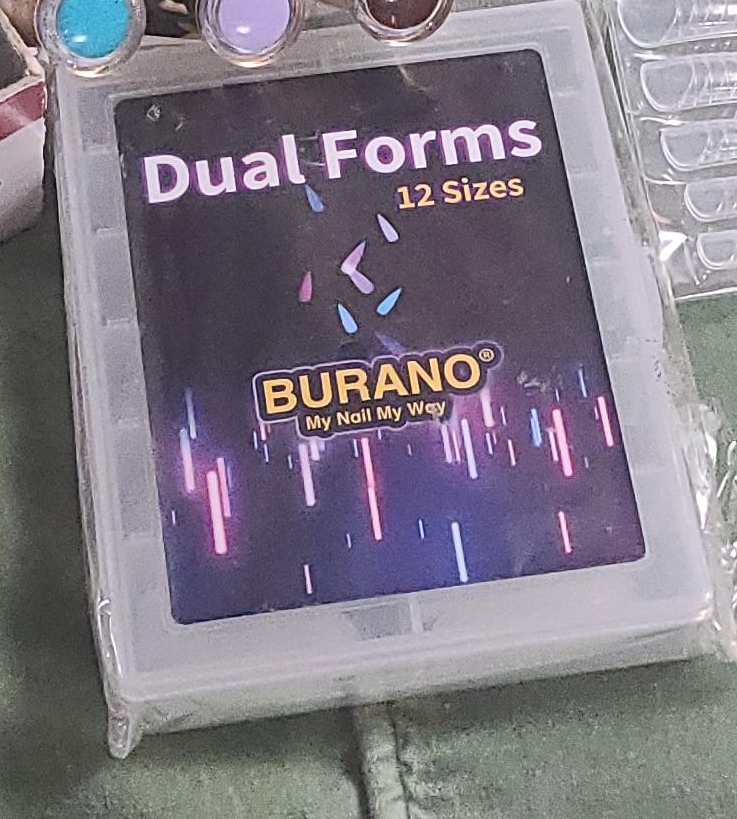 Dual Forms
12 Sizes
BURANO®
My Nail My Way